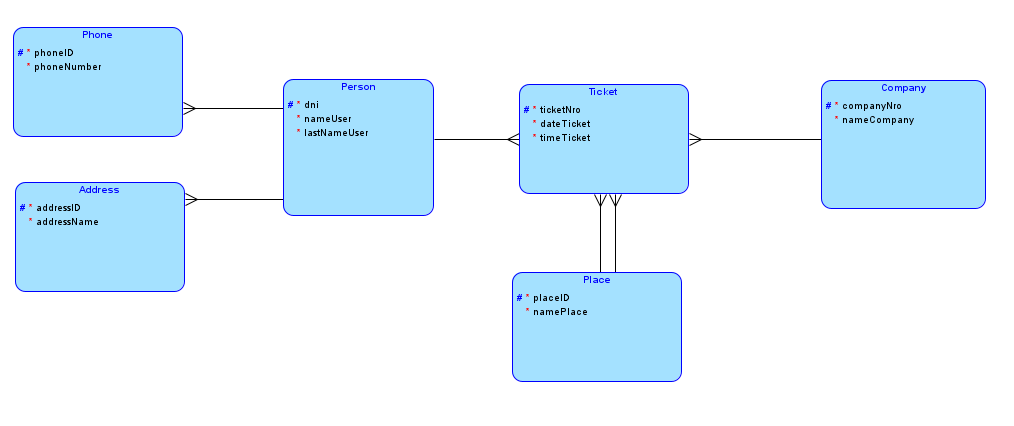 Phone
# * phoneID
* phoneNumber
Person
# * dni
* nameUser
* lastNameUser
Ticket
# * ticketNro
* dateTicket
* timeTicket
Company
# * companyNro
* nameCompany
Address
# * addressID
* addressName
Place
# * placeID
* namePlace